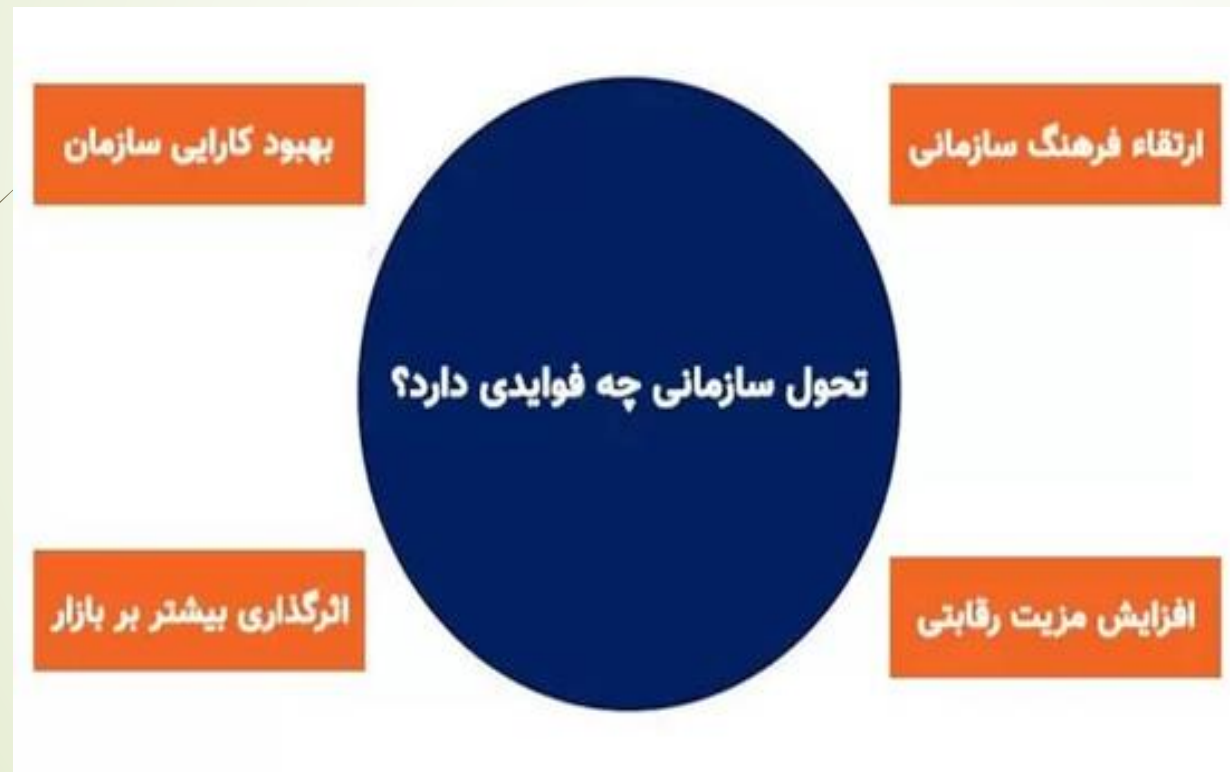 ارتقاء فرهنگ سازمانی
بهبود کارایی سازمان
تحول سازمانی چه فوایدی دارد؟
افزایش مزیت رقابتی
اثرگذاری بیشتر بر بازار